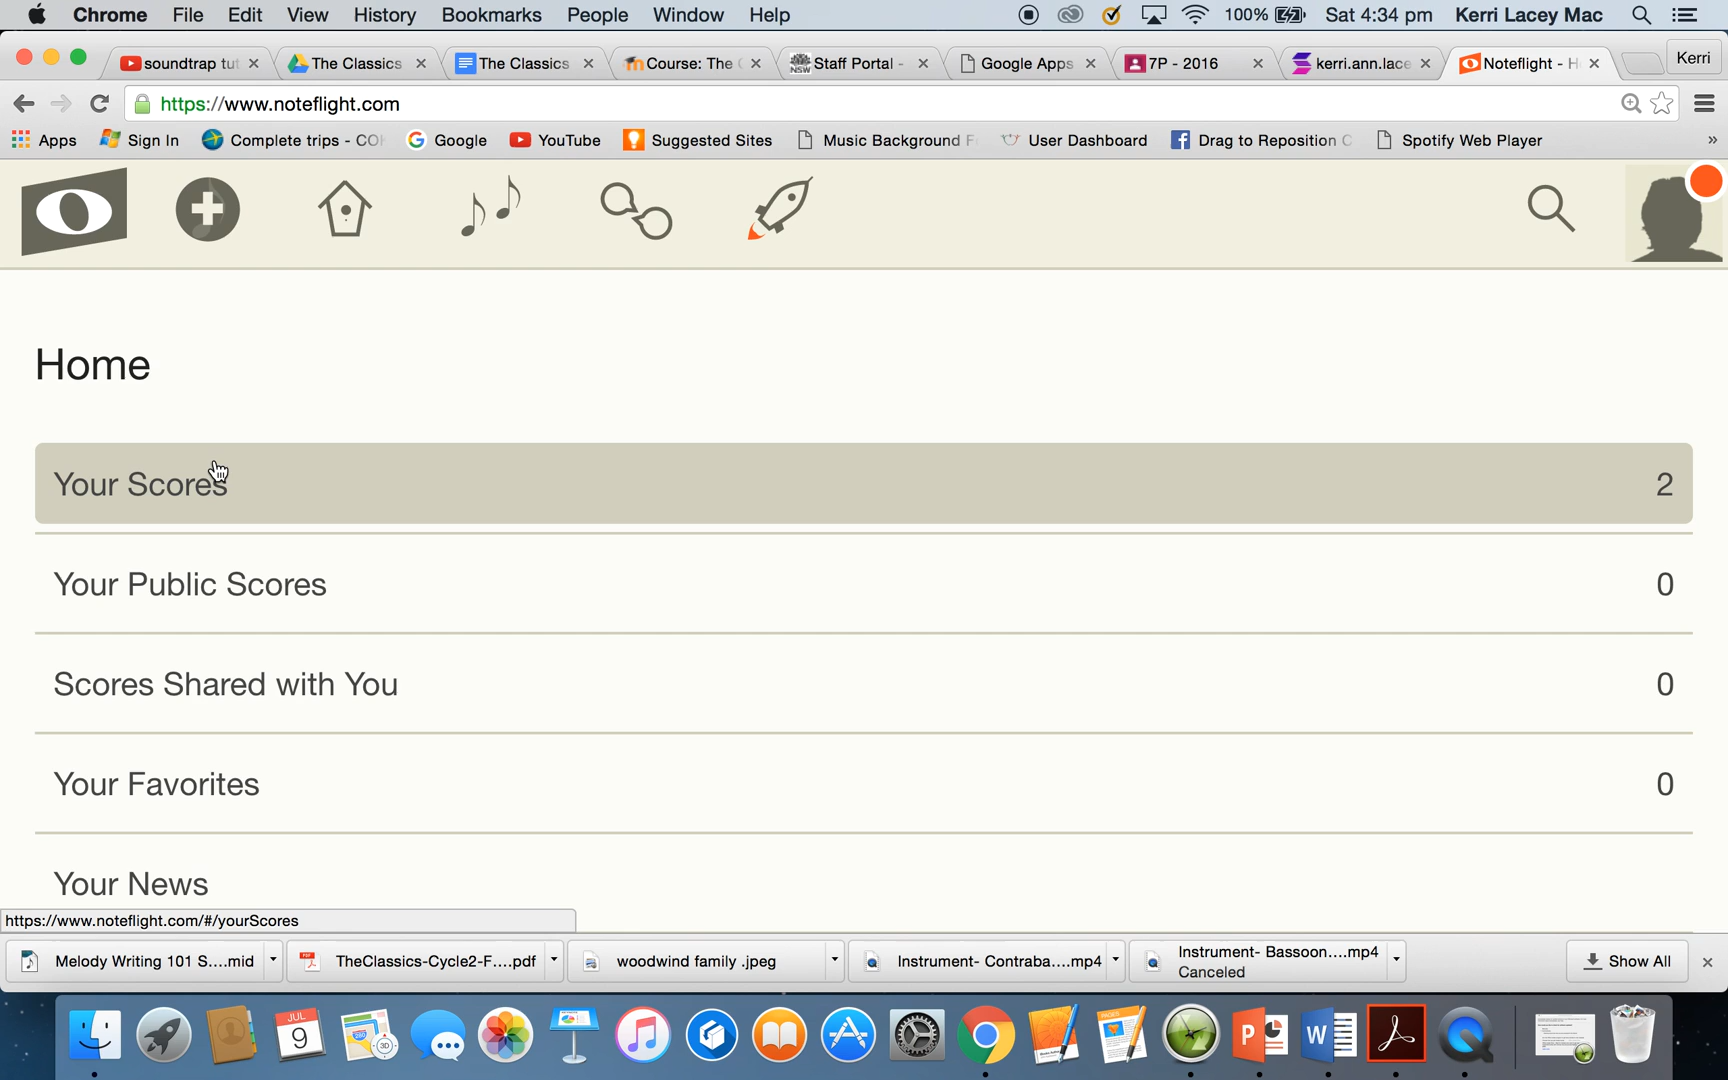 Chrome File Edit View History Bookmarks People Window Help 100% Sat 4:34 pm Kerri Lacey Mac
soundtrap tut The Classics The Classics Course: The Staff Portal - Google Apps 7P - 2016 kerri.ann.lace Noteflight - H Kerri
https://www.noteflight.com
Apps Sign In Complete trips - CO Google YouTube Suggested Sites Music Background F User Dashboard Drag to Reposition C Spotify Web Player »
Home
Your Scores 2
Your Public Scores 0
Scores Shared with You 0
Your Favorites 0
Your News
https://www.noteflight.com/#/yourScores
Melody Writing 101 S....mid TheClassics-Cycle2-F....pdf woodwind family .jpeg Instrument- Contraba....mp4 Instrument- Bassoon....mp4 Show All
Canceled
JUL
9
3D
PAGES